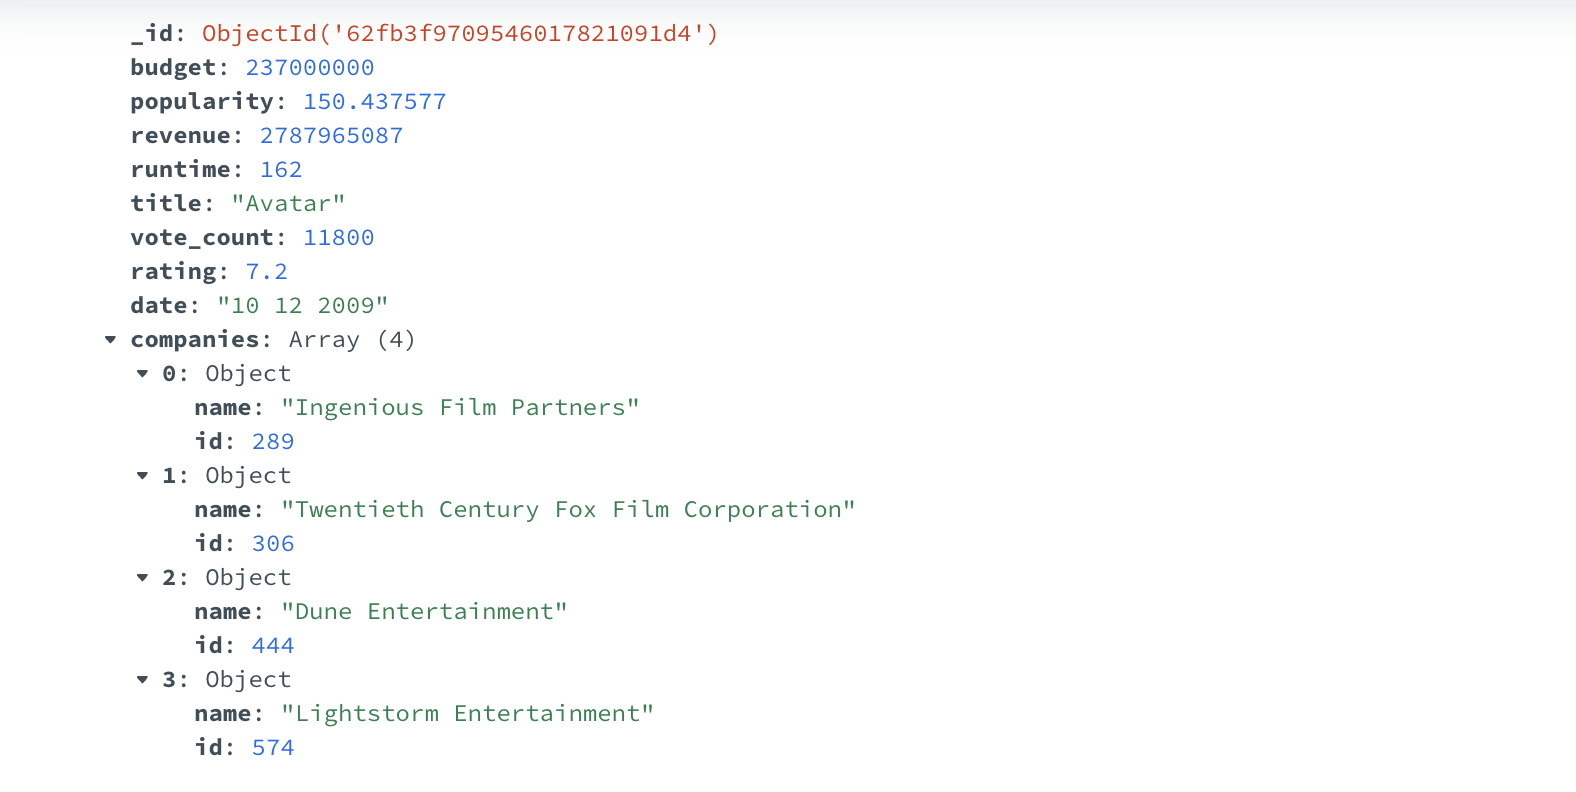 _id: ObjectId('62fb3f9709546017821091d4')
budget: 237000000
popularity: 150.437577
revenue: 2787965087
runtime: 162
title: "Avatar"
vote_count: 11800
rating: 7.2
date: "10 12 2009"
companies: Array (4)
0: Object
name: "Ingenious Film Partners"
id: 289
1: Object
name: "Twentieth Century Fox Film Corporation"
id: 306
2: Object
name: "Dune Entertainment"
id: 444
3: Object
name: "Lightstorm Entertainment"
id: 574